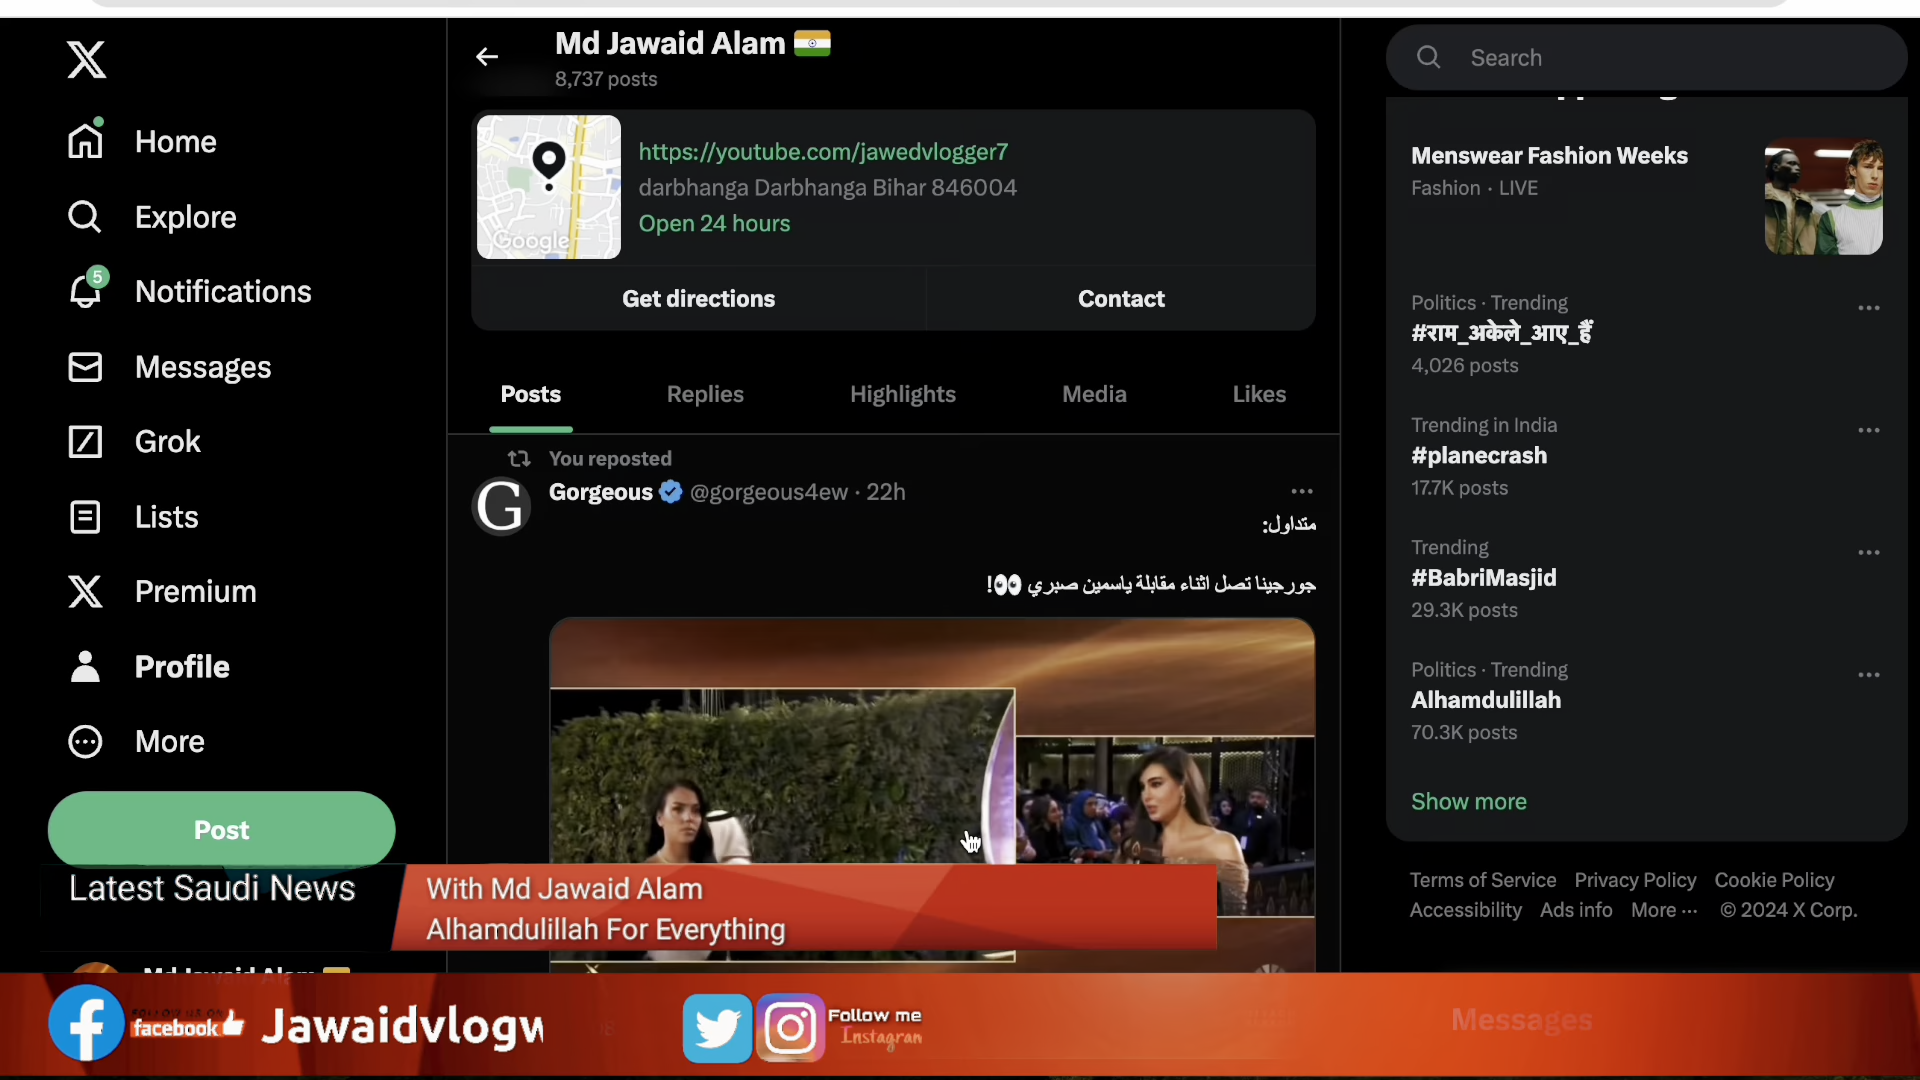 Home
Explore
5
Notifications
Messages
Grok
Lists
Premium
Profile
More
Post
Md Jawaid Alam
8,737 posts
Google
https://youtube.com/jawedvlogger7
darbhanga Darbhanga Bihar 846004
Open 24 hours
Get directions
Contact
Posts
Replies
Highlights
Media
Likes
You reposted
G
Gorgeous @gorgeous4ew · 22h
متداول:
جورجينا تصل اثناء مقابلة ياسمين صبري 👀!
Search
Menswear Fashion Weeks
Fashion · LIVE
Politics · Trending
#राम_अकेले_आए_हैं
4,026 posts
Trending in India
#planecrash
17.7K posts
Trending
#BabriMasjid
29.3K posts
Politics · Trending
Alhamdulillah
70.3K posts
Show more
Terms of Service Privacy Policy Cookie Policy
Accessibility Ads info More ··· © 2024 X Corp.
Latest Saudi News
With Md Jawaid Alam
Alhamdulillah For Everything
Md Jawaid Alam
facebook
Jawaidvlogw
Follow me
Instagran
Messages